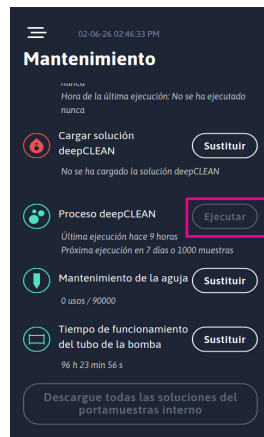 02-06-26 02:46:33 PM
Mantenimiento
nunca
Hora de la última ejecución: No se ha ejecutado
nunca
Cargar solución
deepCLEAN
Sustituir
No se ha cargado la solución deepCLEAN
Proceso deepCLEAN
Ejecutar
Última ejecución hace 9 horas
Próxima ejecución en 7 días o 1000 muestras
Mantenimiento de la aguja
Sustituir
0 usos / 90000
Tiempo de funcionamiento
del tubo de la bomba
Sustituir
96 h 23 min 56 s
Descargue todas las soluciones del
portamuestras interno